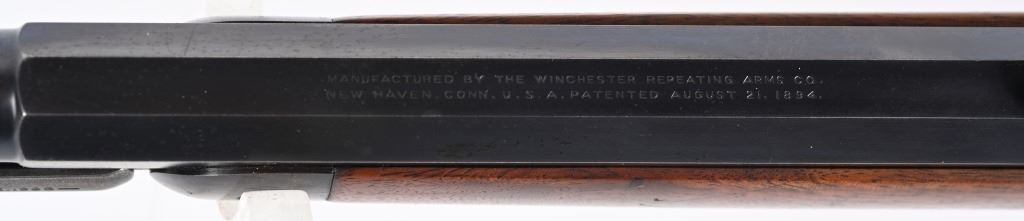 MANUFACTURED BY THE WINCHESTER REPEATING ARMS CO.
NEW HAVEN. CONN. U.S.A. PATENTED AUGUST 21. 1894.